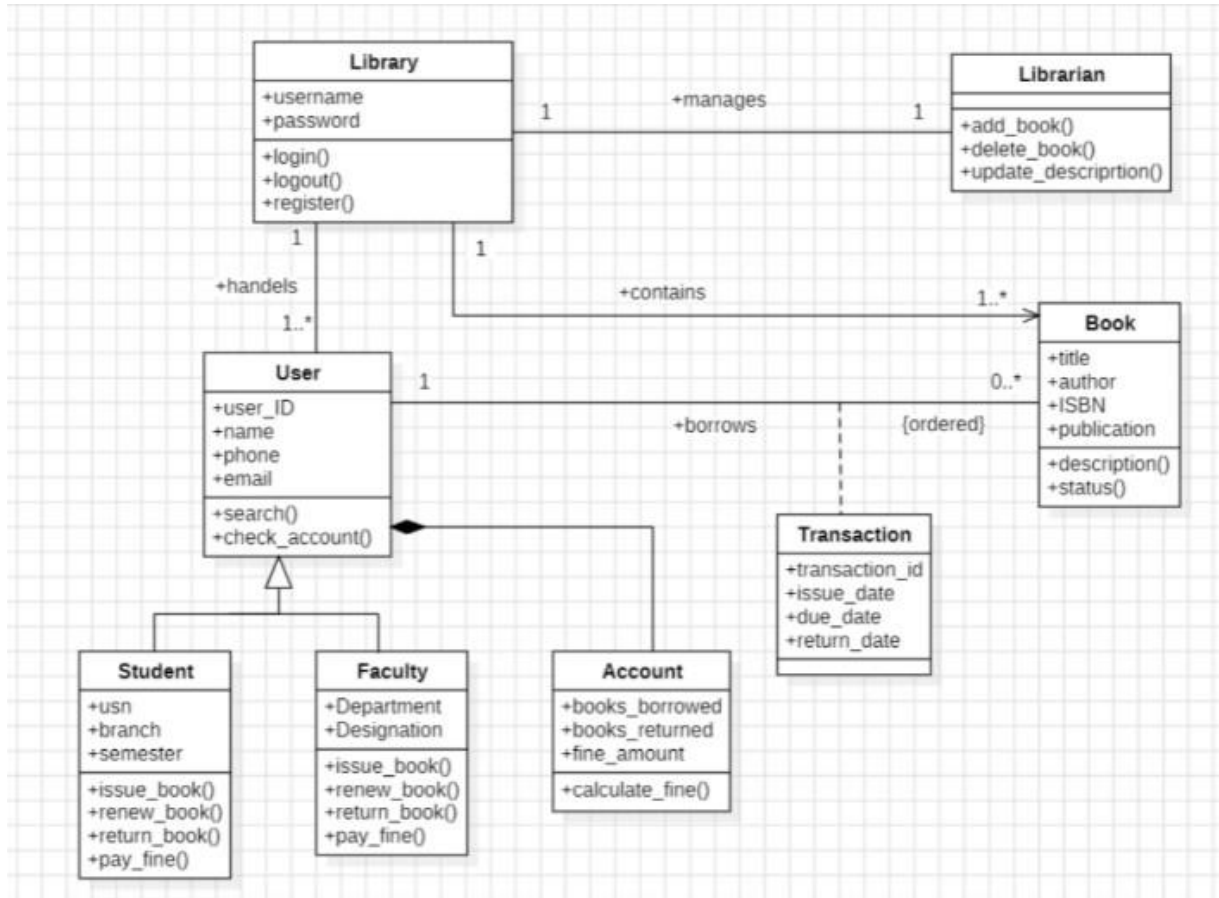 Library
+username
+password
+login()
+logout()
+register()
1
+manages
1
Librarian
+add_book()
+delete_book()
+update_descriprtion()
1
+handels
1..*
1
+contains
1..*
Book
+title
+author
+ISBN
+publication
+description()
+status()
User
+user_ID
+name
+phone
+email
+search()
+check_account()
1
+borrows
0..*
{ordered}
Transaction
+transaction_id
+issue_date
+due_date
+return_date
Student
+usn
+branch
+semester
+issue_book()
+renew_book()
+return_book()
+pay_fine()
Faculty
+Department
+Designation
+issue_book()
+renew_book()
+return_book()
+pay_fine()
Account
+books_borrowed
+books_returned
+fine_amount
+calculate_fine()